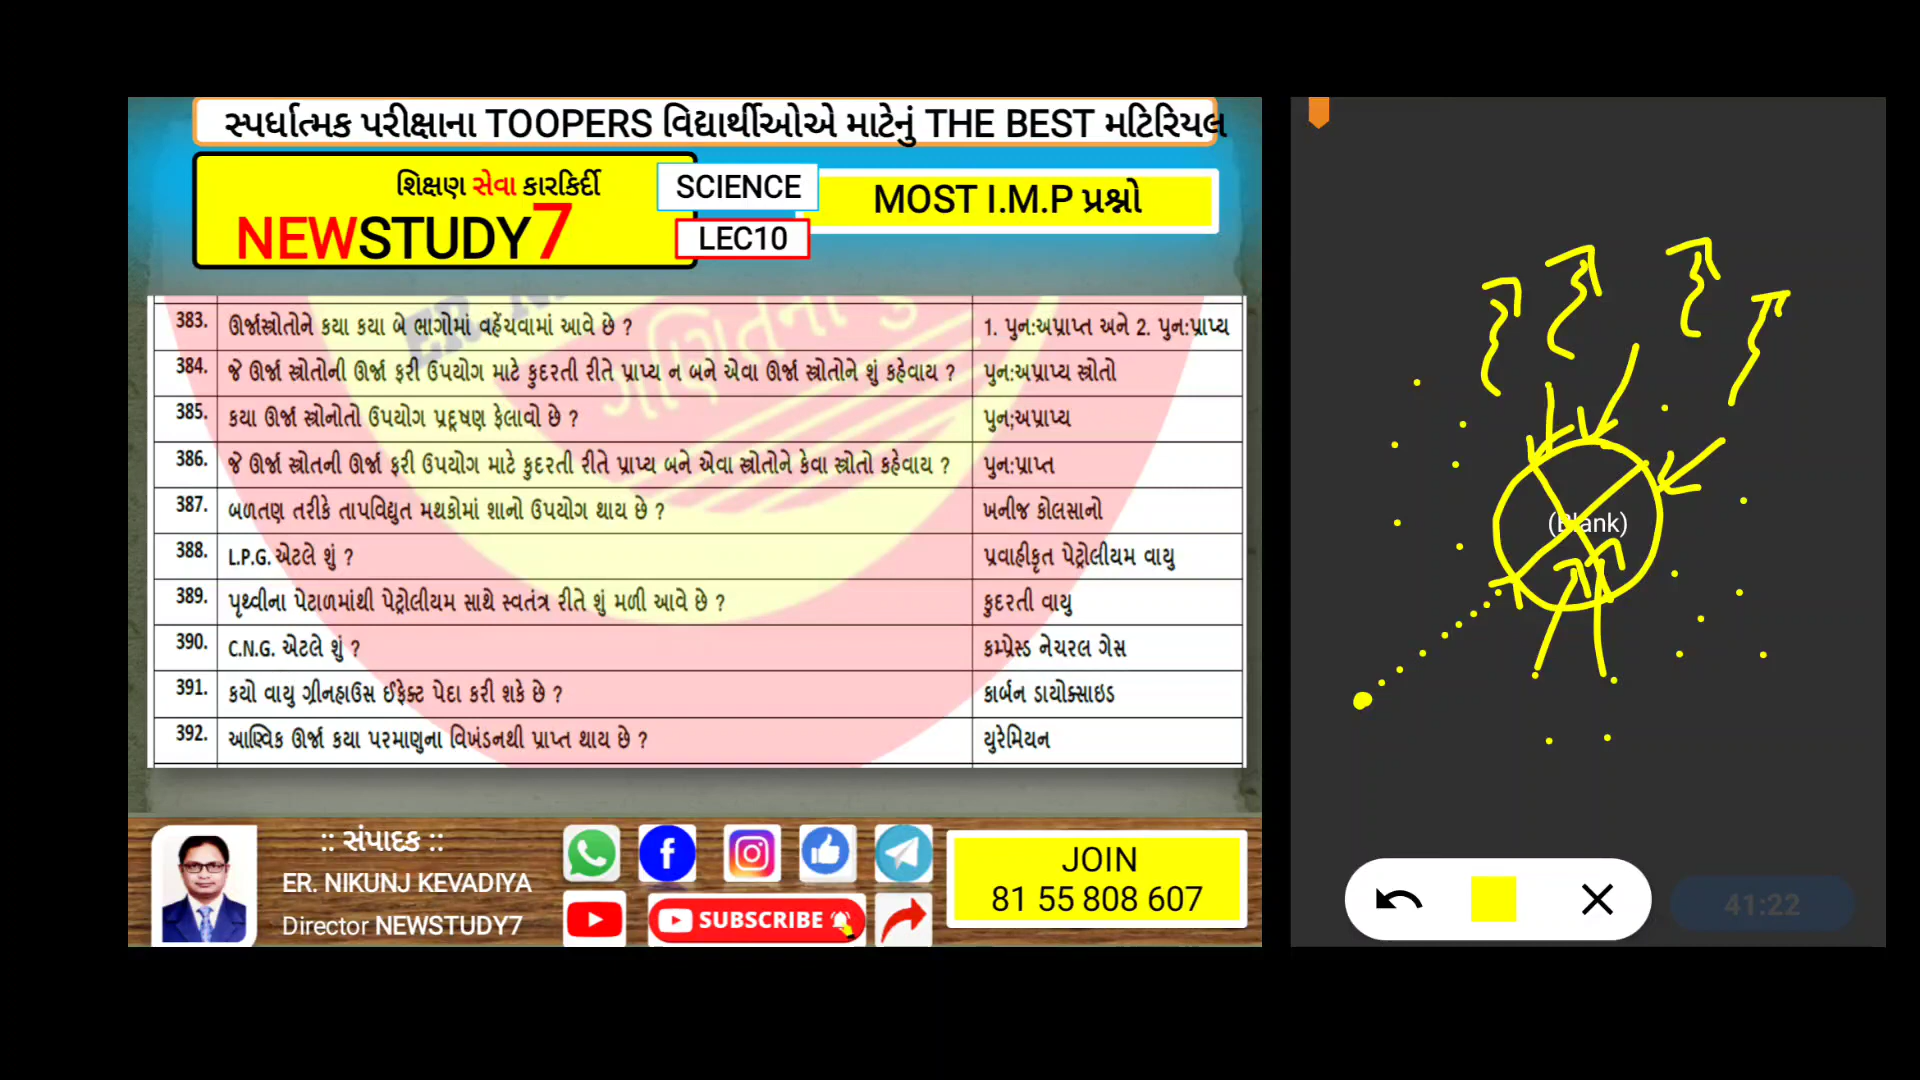 સ્પર્ધાત્મક પરીક્ષાના TOOPERS વિદ્યાર્થીઓએ માટેનું THE BEST મટિરિયલ
શિક્ષણ સેવા કારકિર્દી
NEWSTUDY7
SCIENCE
LEC10
MOST I.M.P પ્રશ્નો
383. ઊર્જાસ્ત્રોતોને કયા કયા બે ભાગોમાં વહેંચવામાં આવે છે ? 1. પુન:અપ્રાપ્ત અને 2. પુન:પ્રાપ્ય
384. જે ઊર્જા સ્ત્રોતોની ઊર્જા ફરી ઉપયોગ માટે કુદરતી રીતે પ્રાપ્ય ન બને એવા ઊર્જા સ્ત્રોતોને શું કહેવાય ? પુન:અપ્રાપ્ય સ્ત્રોતો
385. કયા ઊર્જા સ્ત્રોનોતો ઉપયોગ પ્રદૂષણ ફેલાવો છે ? પુન;અપ્રાપ્ય
386. જે ઊર્જા સ્ત્રોતની ઊર્જા ફરી ઉપયોગ માટે કુદરતી રીતે પ્રાપ્ય બને એવા સ્ત્રોતોને કેવા સ્ત્રોતો કહેવાય ? પુન:પ્રાપ્ત
387. બળતણ તરીકે તાપવિદ્યુત મથકોમાં શાનો ઉપયોગ થાય છે ? ખનીજ કોલસાનો
388. L.P.G. એટલે શું ? પ્રવાહીકૃત પેટ્રોલીયમ વાયુ
389. પૃથ્વીના પેટાળમાંથી પેટ્રોલીયમ સાથે સ્વતંત્ર રીતે શું મળી આવે છે ? કુદરતી વાયુ
390. C.N.G. એટલે શું ? કમ્પ્રેસ્ડ નેચરલ ગેસ
391. કયો વાયુ ગ્રીનહાઉસ ઈફેક્ટ પેદા કરી શકે છે ? કાર્બન ડાયોક્સાઇડ
392. આણ્વિક ઊર્જા કયા પરમાણુના વિખંડનથી પ્રાપ્ત થાય છે ? યુરેમિયન
:: સંપાદક ::
ER. NIKUNJ KEVADIYA
Director NEWSTUDY7
SUBSCRIBE
JOIN
81 55 808 607
(Blank)
41:22